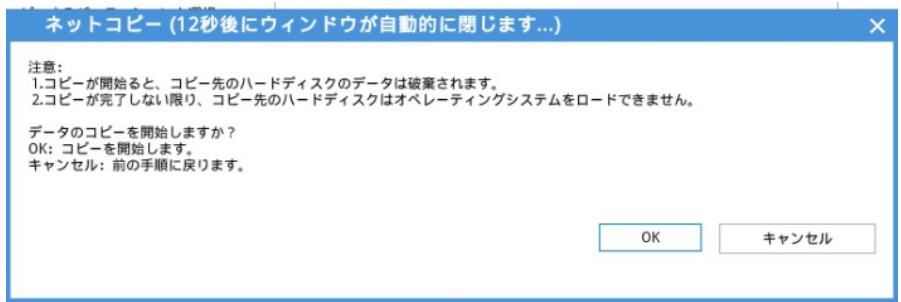 ネットコピー (12秒後にウィンドウが自動的に閉じます...)
注意:
1.コピーが開始ると、コピー先のハードディスクのデータは破棄されます。
2.コピーが完了しない限り、コピー先のハードディスクはオペレーティングシステムをロードできません。
データのコピーを開始しますか?
OK: コピーを開始します。
キャンセル: 前の手順に戻ります。
OK
キャンセル